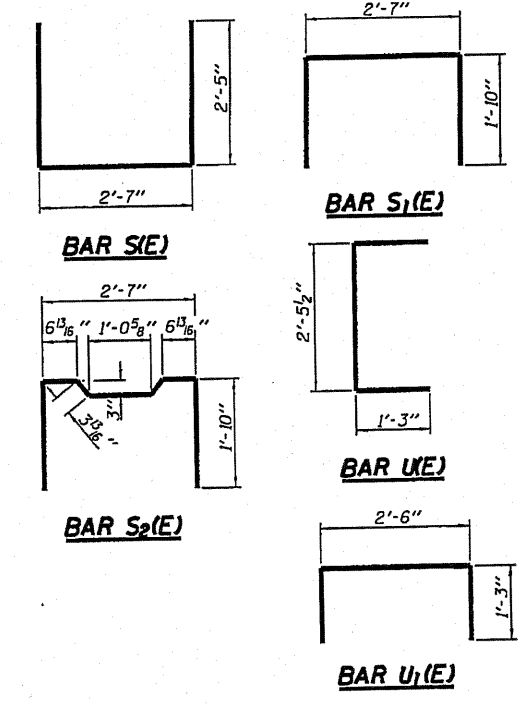 2'-5"
2'-7"
BAR S(E)
2'-7"
1'-10"
BAR S1(E)
2'-7"
6 13/16" 1'-0 5/8" 6 13/16"
3 13/16"
3"
1'-10"
BAR S2(E)
2'-5 1/2"
1'-3"
BAR U(E)
2'-6"
1'-3"
BAR U1(E)